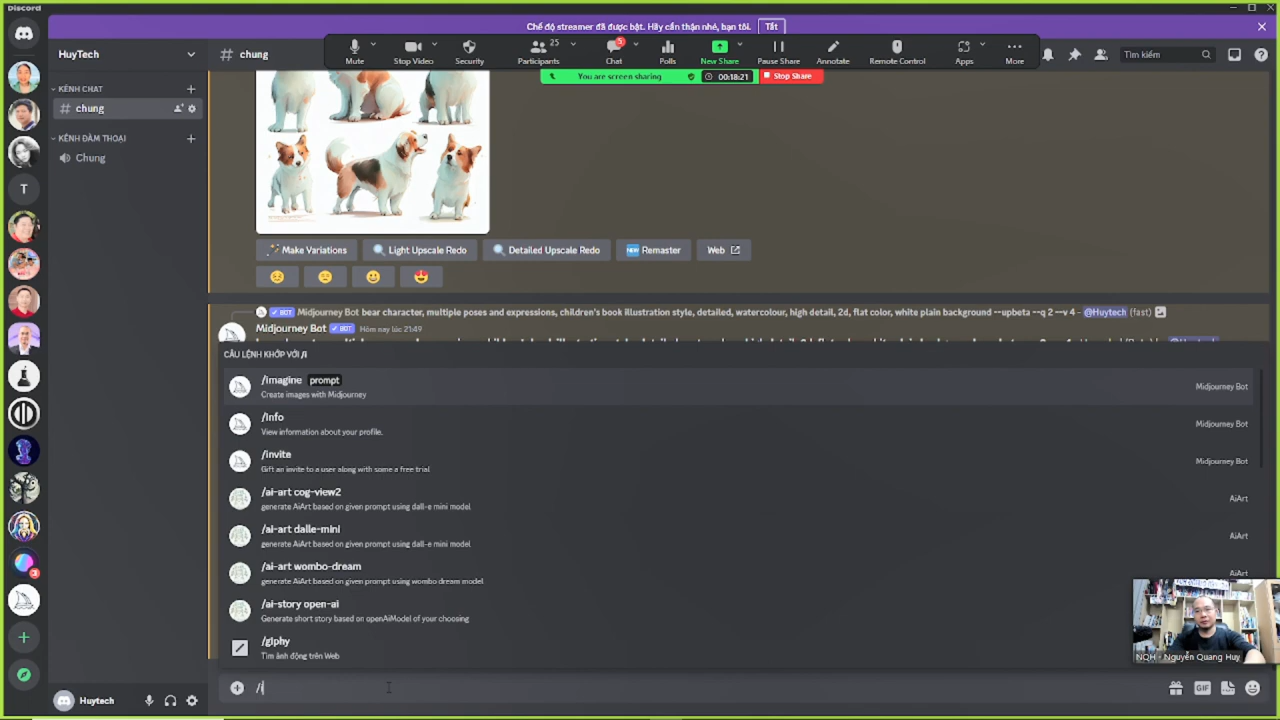 Discord
Chế độ streamer đã được bật. Hãy cẩn thận nhé, bạn tôi. Tắt
HuyTech
# chung
Mute
Stop Video
Security
25
Participants
5
Chat
Polls
New Share
Pause Share
Annotate
Remote Control
Apps
More
Tìm kiếm
You are screen sharing
00:18:21
Stop Share
KÊNH CHAT
# chung
KÊNH ĐÀM THOẠI
Chung
T
Make Variations
Light Upscale Redo
Detailed Upscale Redo
NEW Remaster
Web
BOT Midjourney Bot bear character, multiple poses and expressions, children's book illustration style, detailed, watercolour, high detail, 2d, flat color, white plain background --upbeta --q 2 --v 4 - @Huytech (fast)
Midjourney Bot BOT Hôm nay lúc 21:49
CÂU LỆNH KHỚP VỚI /i
/imagine prompt
Create images with Midjourney
Midjourney Bot
/info
View information about your profile.
Midjourney Bot
/invite
Gift an invite to a user along with some a free trial
Midjourney Bot
/ai-art cog-view2
generate AiArt based on given prompt using dall-e mini model
AiArt
/ai-art dalle-mini
generate AiArt based on given prompt using dall-e mini model
AiArt
/ai-art wombo-dream
generate AiArt based on given prompt using wombo dream model
AiArt
/ai-story open-ai
Generate short story based on openAiModel of your choosing
/giphy
Tìm ảnh động trên Web
NQH - Nguyễn Quang Huy
Huytech
/i
GIF